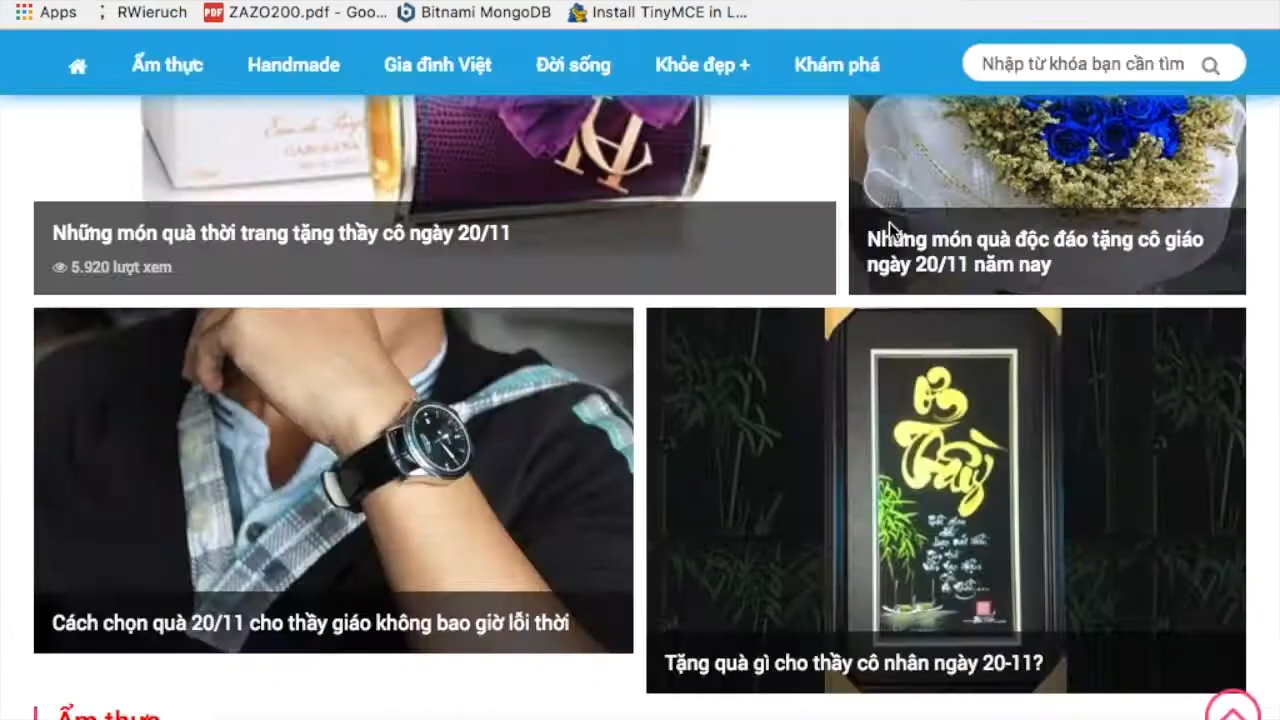 Apps
RWieruch
PDF
ZAZO200.pdf - Goo...
Bitnami MongoDB
Install TinyMCE in L...
Ẩm thực
Handmade
Gia đình Việt
Đời sống
Khỏe đẹp +
Khám phá
Nhập từ khóa bạn cần tìm
Những món quà thời trang tặng thầy cô ngày 20/11
5.920 lượt xem
Những món quà độc đáo tặng cô giáo
ngày 20/11 năm nay
Ơn
Thầy
Cách chọn quà 20/11 cho thầy giáo không bao giờ lỗi thời
Tặng quà gì cho thầy cô nhân ngày 20-11?
Ẩm thực